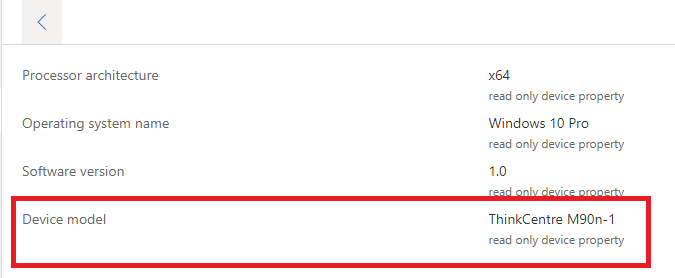 Processor architecture x64
read only device property
Operating system name Windows 10 Pro
read only device property
Software version 1.0
read only device property
Device model ThinkCentre M90n-1
read only device property